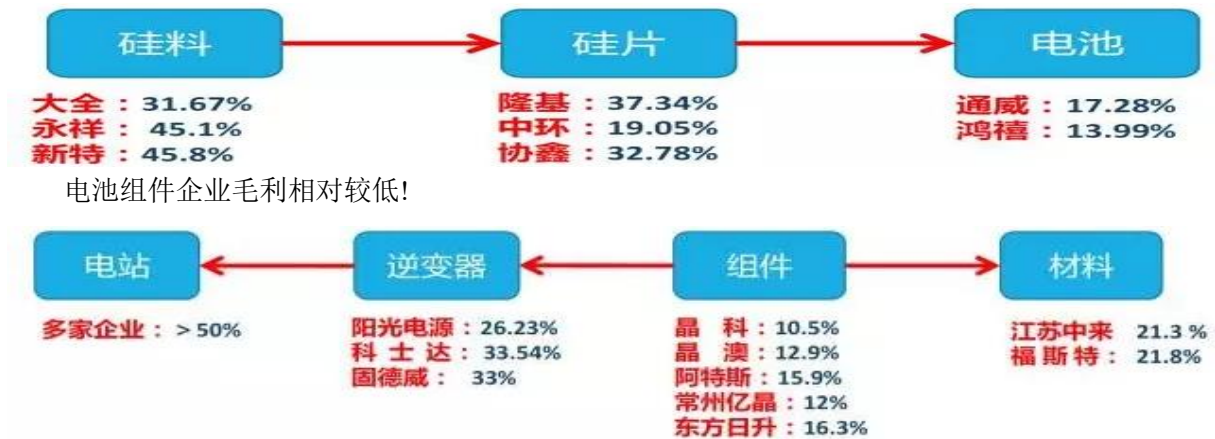 硅料 硅片 电池
大全：31.67% 隆基：37.34% 通威：17.28%
永祥： 45.1% 中环：19.05% 鸿禧：13.99%
新特：45.8% 协鑫：32.78%
电池组件企业毛利相对较低!
电站 逆变器 组件 材料
多家企业：＞50% 阳光电源：26.23% 晶 科：10.5% 江苏中来 21.3 %
科 士 达：33.54% 晶 澳：12.9% 福 斯 特： 21.8%
固德威： 33% 阿特斯：15.9%
常州亿晶：12%
东方日升：16.3%